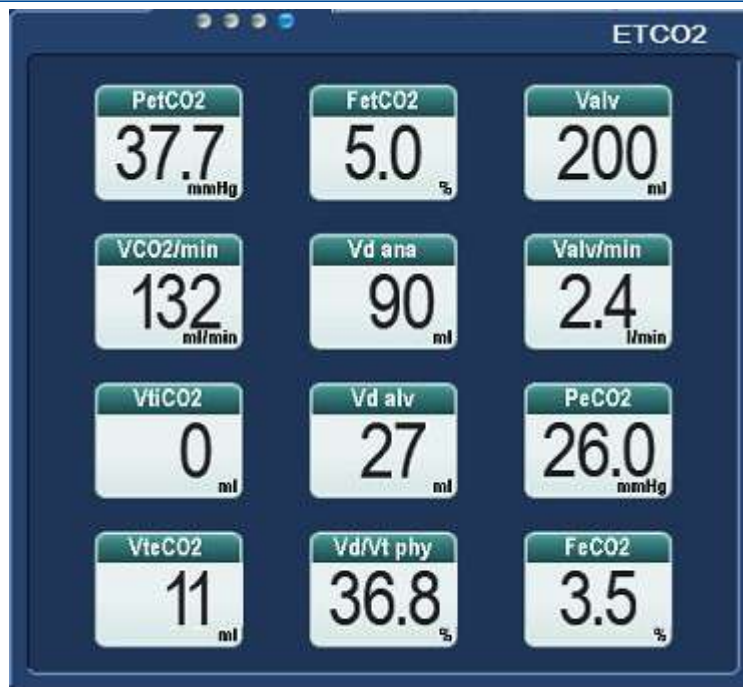 ETCO2
PetCO2 FetCO2 Valv
37.7 mmHg 5.0 % 200 ml
VCO2/min Vd ana Valv/min
132 ml/min 90 ml 2.4 l/min
VtiCO2 Vd alv PeCO2
0 ml 27 ml 26.0 mmHg
VteCO2 Vd/Vt phy FeCO2
11 ml 36.8 % 3.5 %